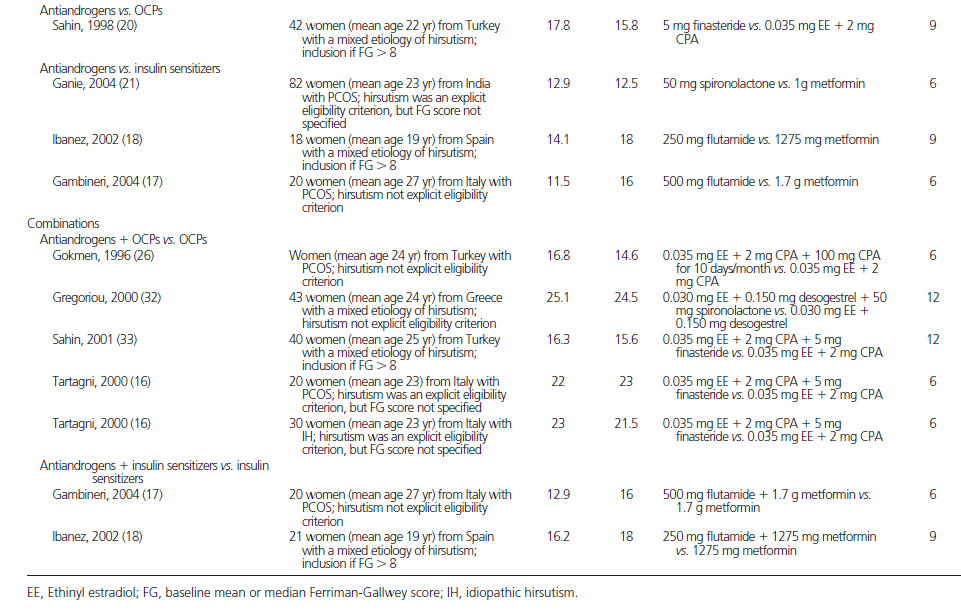 Antiandrogens vs. OCPs
Sahin, 1998 (20) 42 women (mean age 22 yr) from Turkey 17.8 15.8 5 mg finasteride vs. 0.035 mg EE + 2 mg 9
with a mixed etiology of hirsutism; CPA
inclusion if FG > 8
Antiandrogens vs. insulin sensitizers
Ganie, 2004 (21) 82 women (mean age 23 yr) from India 12.9 12.5 50 mg spironolactone vs. 1g metformin 6
with PCOS; hirsutism was an explicit
eligibility criterion, but FG score not
specified
Ibanez, 2002 (18) 18 women (mean age 19 yr) from Spain 14.1 18 250 mg flutamide vs. 1275 mg metformin 9
with a mixed etiology of hirsutism;
inclusion if FG > 8
Gambineri, 2004 (17) 20 women (mean age 27 yr) from Italy with 11.5 16 500 mg flutamide vs. 1.7 g metformin 6
PCOS; hirsutism not explicit eligibility
criterion
Combinations
Antiandrogens + OCPs vs. OCPs
Gokmen, 1996 (26) Women (mean age 24 yr) from Turkey with 16.8 14.6 0.035 mg EE + 2 mg CPA + 100 mg CPA 6
PCOS; hirsutism not explicit eligibility for 10 days/month vs. 0.035 mg EE + 2
criterion mg CPA
Gregoriou, 2000 (32) 43 women (mean age 24 yr) from Greece 25.1 24.5 0.030 mg EE + 0.150 mg desogestrel + 50 12
with a mixed etiology of hirsutism; mg spironolactone vs. 0.030 mg EE +
hirsutism not explicit eligibility criterion 0.150 mg desogestrel
Sahin, 2001 (33) 40 women (mean age 25 yr) from Turkey 16.3 15.6 0.035 mg EE + 2 mg CPA + 5 mg 12
with a mixed etiology of hirsutism; finasteride vs. 0.035 mg EE + 2 mg CPA
inclusion if FG > 8
Tartagni, 2000 (16) 20 women (mean age 23) from Italy with 22 23 0.035 mg EE + 2 mg CPA + 5 mg 6
PCOS; hirsutism was an explicit eligibility finasteride vs. 0.035 mg EE + 2 mg CPA
criterion, but FG score not specified
Tartagni, 2000 (16) 30 women (mean age 23 yr) from Italy with 23 21.5 0.035 mg EE + 2 mg CPA + 5 mg 6
IH; hirsutism was an explicit eligibility finasteride vs. 0.035 mg EE + 2 mg CPA
criterion, but FG score not specified
Antiandrogens + insulin sensitizers vs. insulin
sensitizers
Gambineri, 2004 (17) 20 women (mean age 27 yr) from Italy with 12.9 16 500 mg flutamide + 1.7 g metformin vs. 6
PCOS; hirsutism not explicit eligibility 1.7 g metformin
criterion
Ibanez, 2002 (18) 21 women (mean age 19 yr) from Spain 16.2 18 250 mg flutamide + 1275 mg metformin 9
with a mixed etiology of hirsutism; vs. 1275 mg metformin
inclusion if FG > 8
EE, Ethinyl estradiol; FG, baseline mean or median Ferriman-Gallwey score; IH, idiopathic hirsutism.